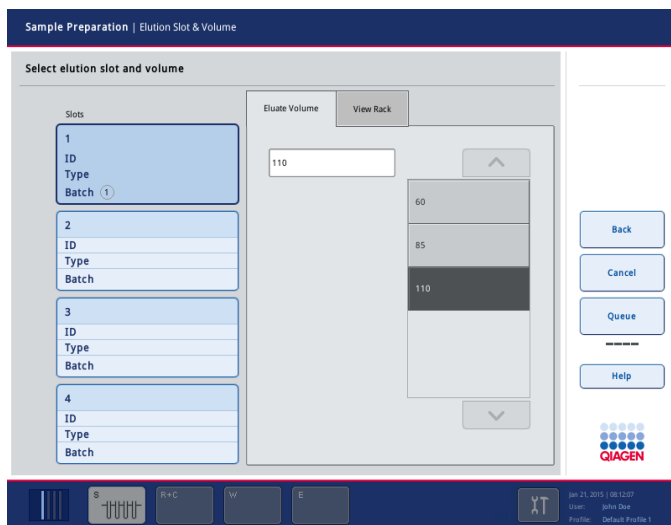 Sample Preparation | Elution Slot & Volume
Select elution slot and volume
Slots
1
ID
Type
Batch 1
2
ID
Type
Batch
3
ID
Type
Batch
4
ID
Type
Batch
Eluate Volume
View Rack
110
60
85
110
Back
Cancel
Queue
Help
QIAGEN
S
R+C
W
E
Jan 21, 2015 | 08:12:07
User: John Doe
Profile: Default Profile 1